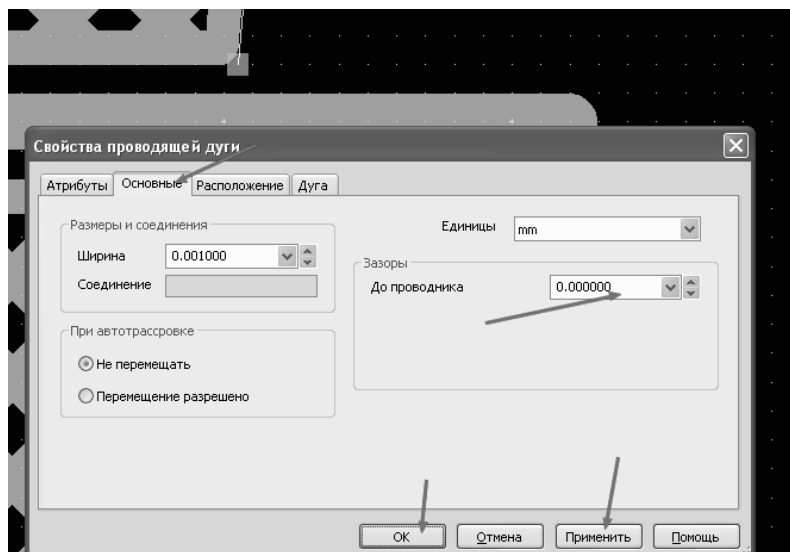 Свойства проводящей дуги
Атрибуты Основные Расположение Дуга
Размеры и соединения
Ширина 0.001000
Соединение
При автотрассровке
Не перемещать
Перемещение разрешено
Единицы mm
Зазоры
До проводника 0.000000
OK Отмена Применить Помощь